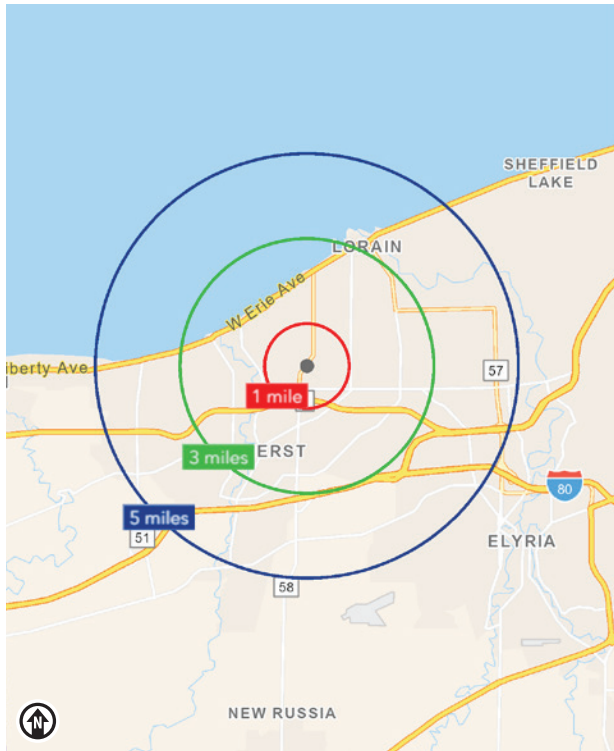 SHEFFIELD
LAKE
LORAIN
W Erie Ave
iberty Ave
57
1 mile
ERST
3 miles
80
5 miles
51
ELYRIA
58
NEW RUSSIA
N